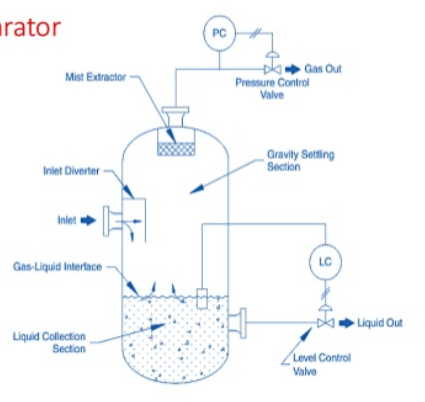 arator
PC
Mist Extractor
Gas Out
Pressure Control
Valve
Gravity Settling
Section
Inlet Diverter
Inlet
LC
Gas-Liquid Interface
Liquid Out
Liquid Collection
Section
Level Control
Valve